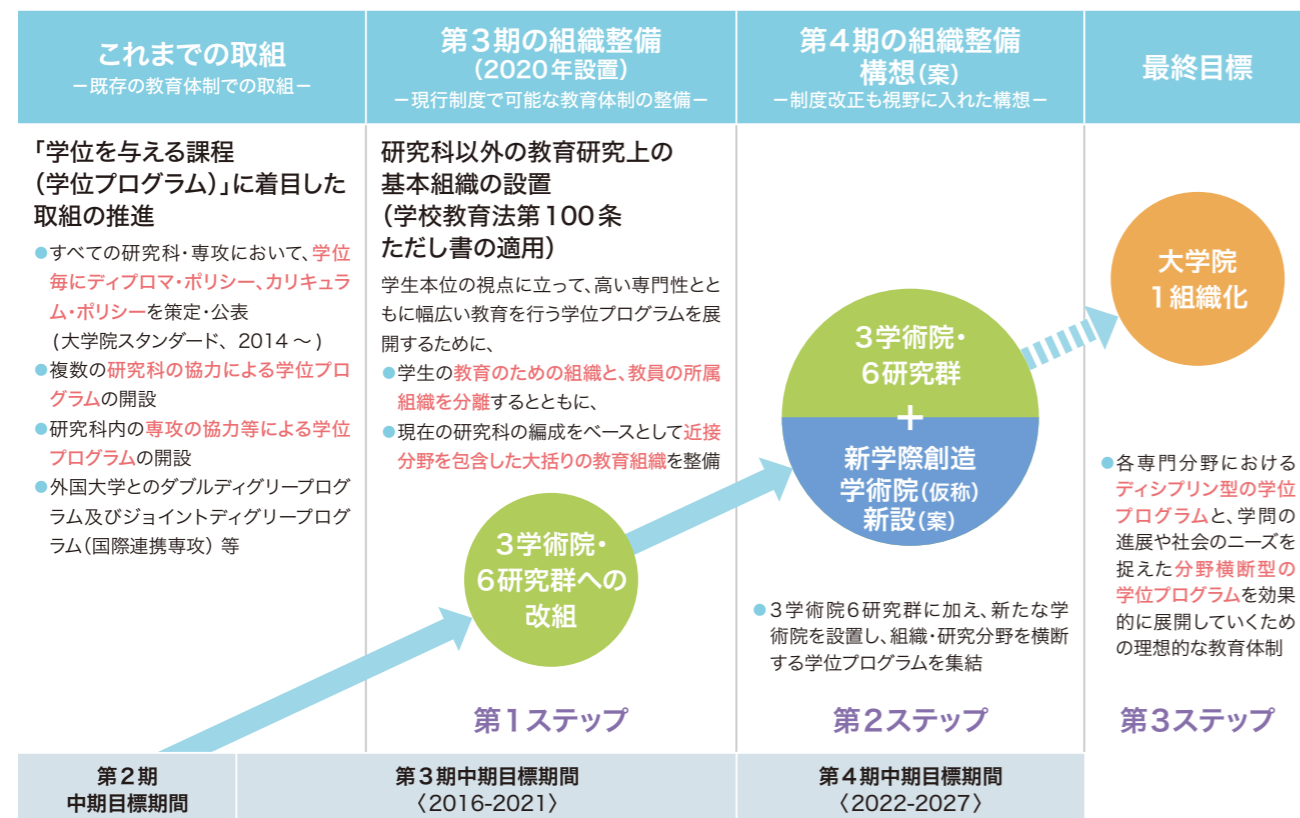 これまでの取組
－既存の教育体制での取組－
第3期の組織整備
(2020年設置)
－現行制度で可能な教育体制の整備－
第4期の組織整備
構想(案)
－制度改正も視野に入れた構想－
最終目標
「学位を与える課程
(学位プログラム)」に着目した
取組の推進
●すべての研究科・専攻において、学位
毎にディプロマ・ポリシー、カリキュラ
ム・ポリシーを策定・公表
(大学院スタンダード、2014～)
●複数の研究科の協力による学位プロ
グラムの開設
●研究科内の専攻の協力等による学位
プログラムの開設
●外国大学とのダブルディグリープログ
ラム及びジョイントディグリープログ
ラム(国際連携専攻) 等
研究科以外の教育研究上の
基本組織の設置
(学校教育法第100条
ただし書の適用)
学生本位の視点に立って、高い専門性とと
もに幅広い教育を行う学位プログラムを展
開するために、
●学生の教育のための組織と、教員の所属
組織を分離するとともに、
●現在の研究科の編成をベースとして近接
分野を包含した大括りの教育組織を整備
3学術院・
6研究群への
改組
第1ステップ
3学術院・
6研究群
＋
新学際創造
学術院(仮称)
新設(案)
●3学術院6研究群に加え、新たな学
術院を設置し、組織・研究分野を横断
する学位プログラムを集結
第2ステップ
大学院
1組織化
●各専門分野における
ディシプリン型の学位
プログラムと、学問の
進展や社会のニーズを
捉えた分野横断型の
学位プログラムを効果
的に展開していくため
の理想的な教育体制
第3ステップ
第2期
中期目標期間
第3期中期目標期間
〈2016-2021〉
第4期中期目標期間
〈2022-2027〉